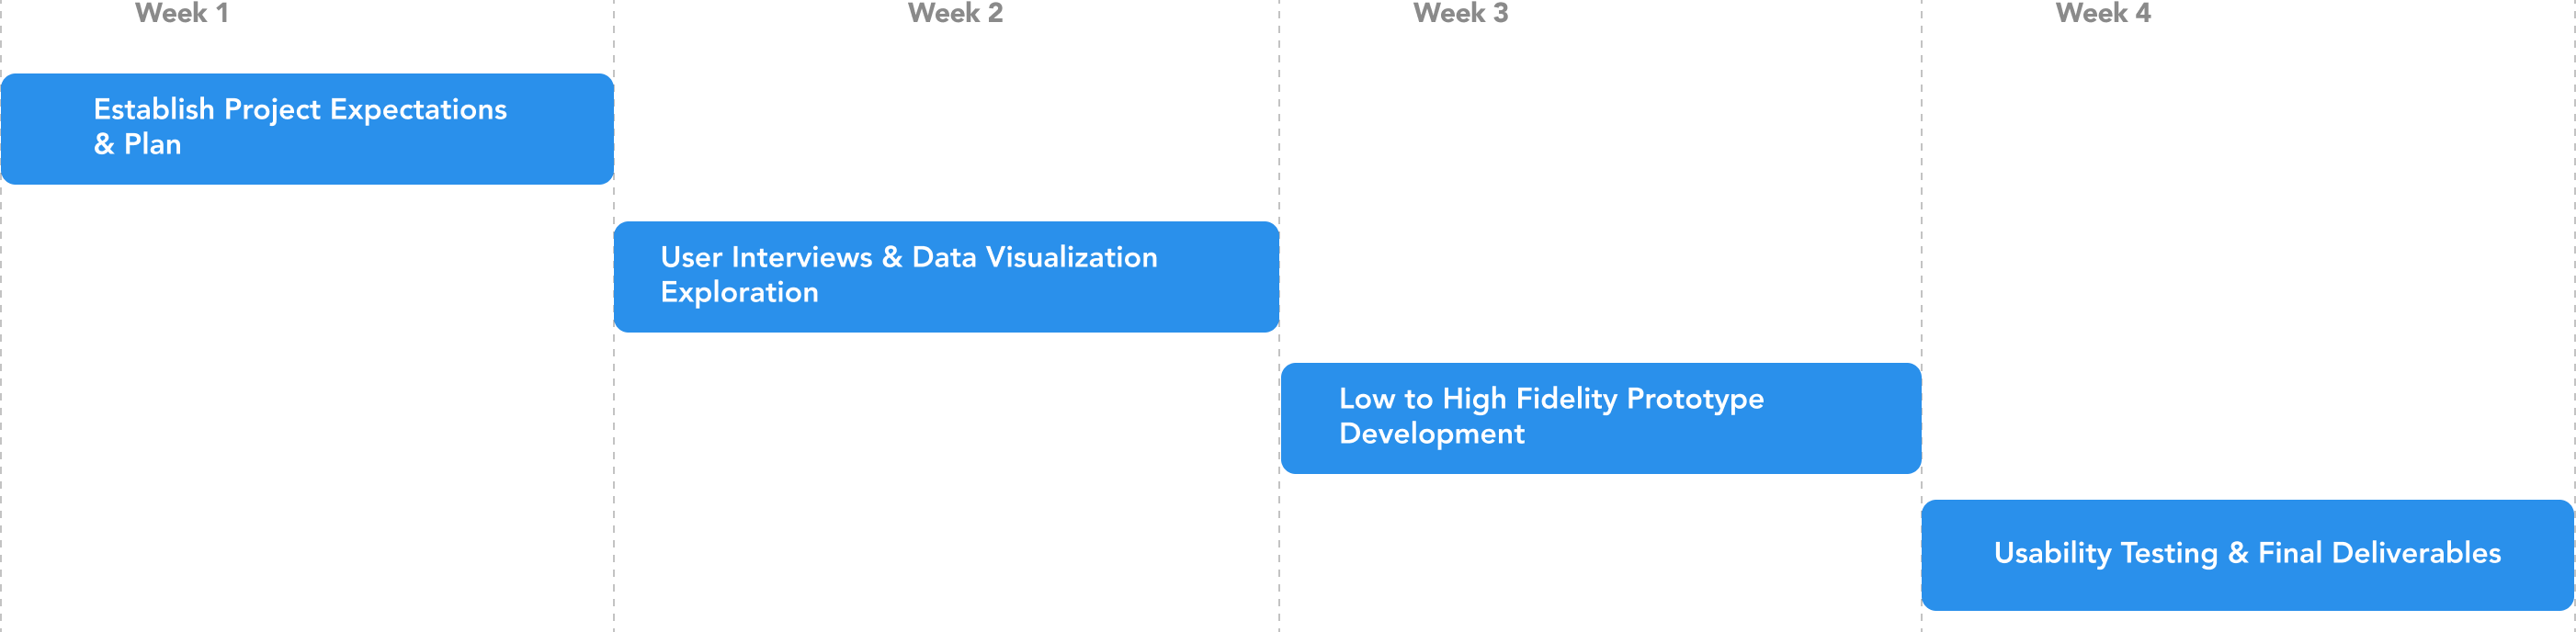 Week 1
Week 2
Week 3
Week 4
Establish Project Expectations
& Plan
User Interviews & Data Visualization
Exploration
Low to High Fidelity Prototype
Development
Usability Testing & Final Deliverables